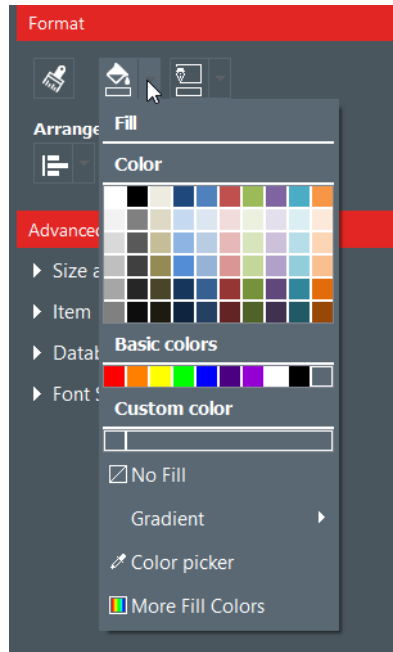 Format
Fill
Arrange
Color
Advanced
Size a
Item
Datab
Basic colors
Font S
Custom color
No Fill
Gradient
Color picker
More Fill Colors